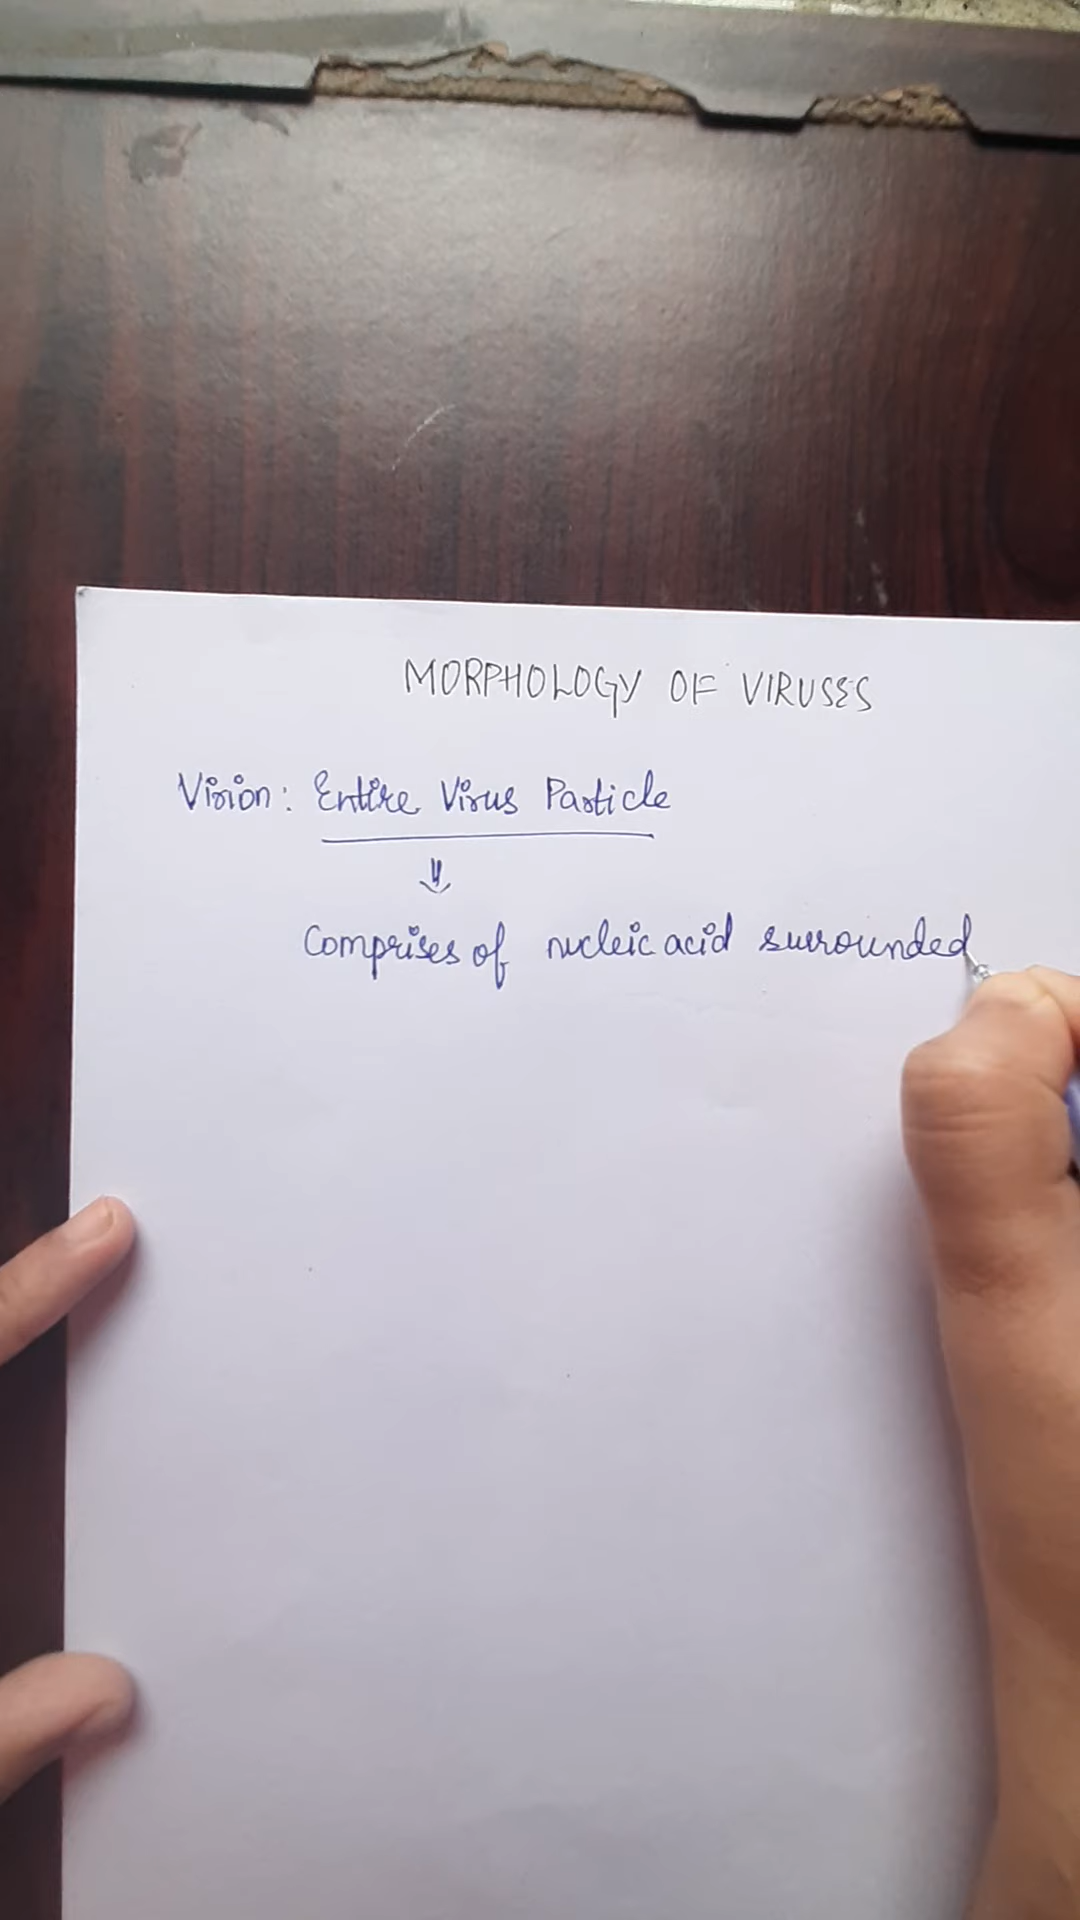 MORPHOLOGY OF VIRUSES
Virion: Entire Virus Particle
Comprises of nucleic acid surrounded